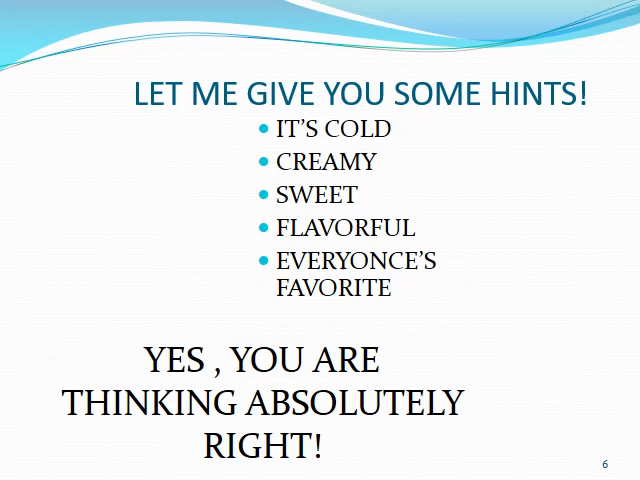 LET ME GIVE YOU SOME HINTS!
• IT’S COLD
• CREAMY
• SWEET
• FLAVORFUL
• EVERYONCE’S
FAVORITE
YES , YOU ARE
THINKING ABSOLUTELY
RIGHT!
6